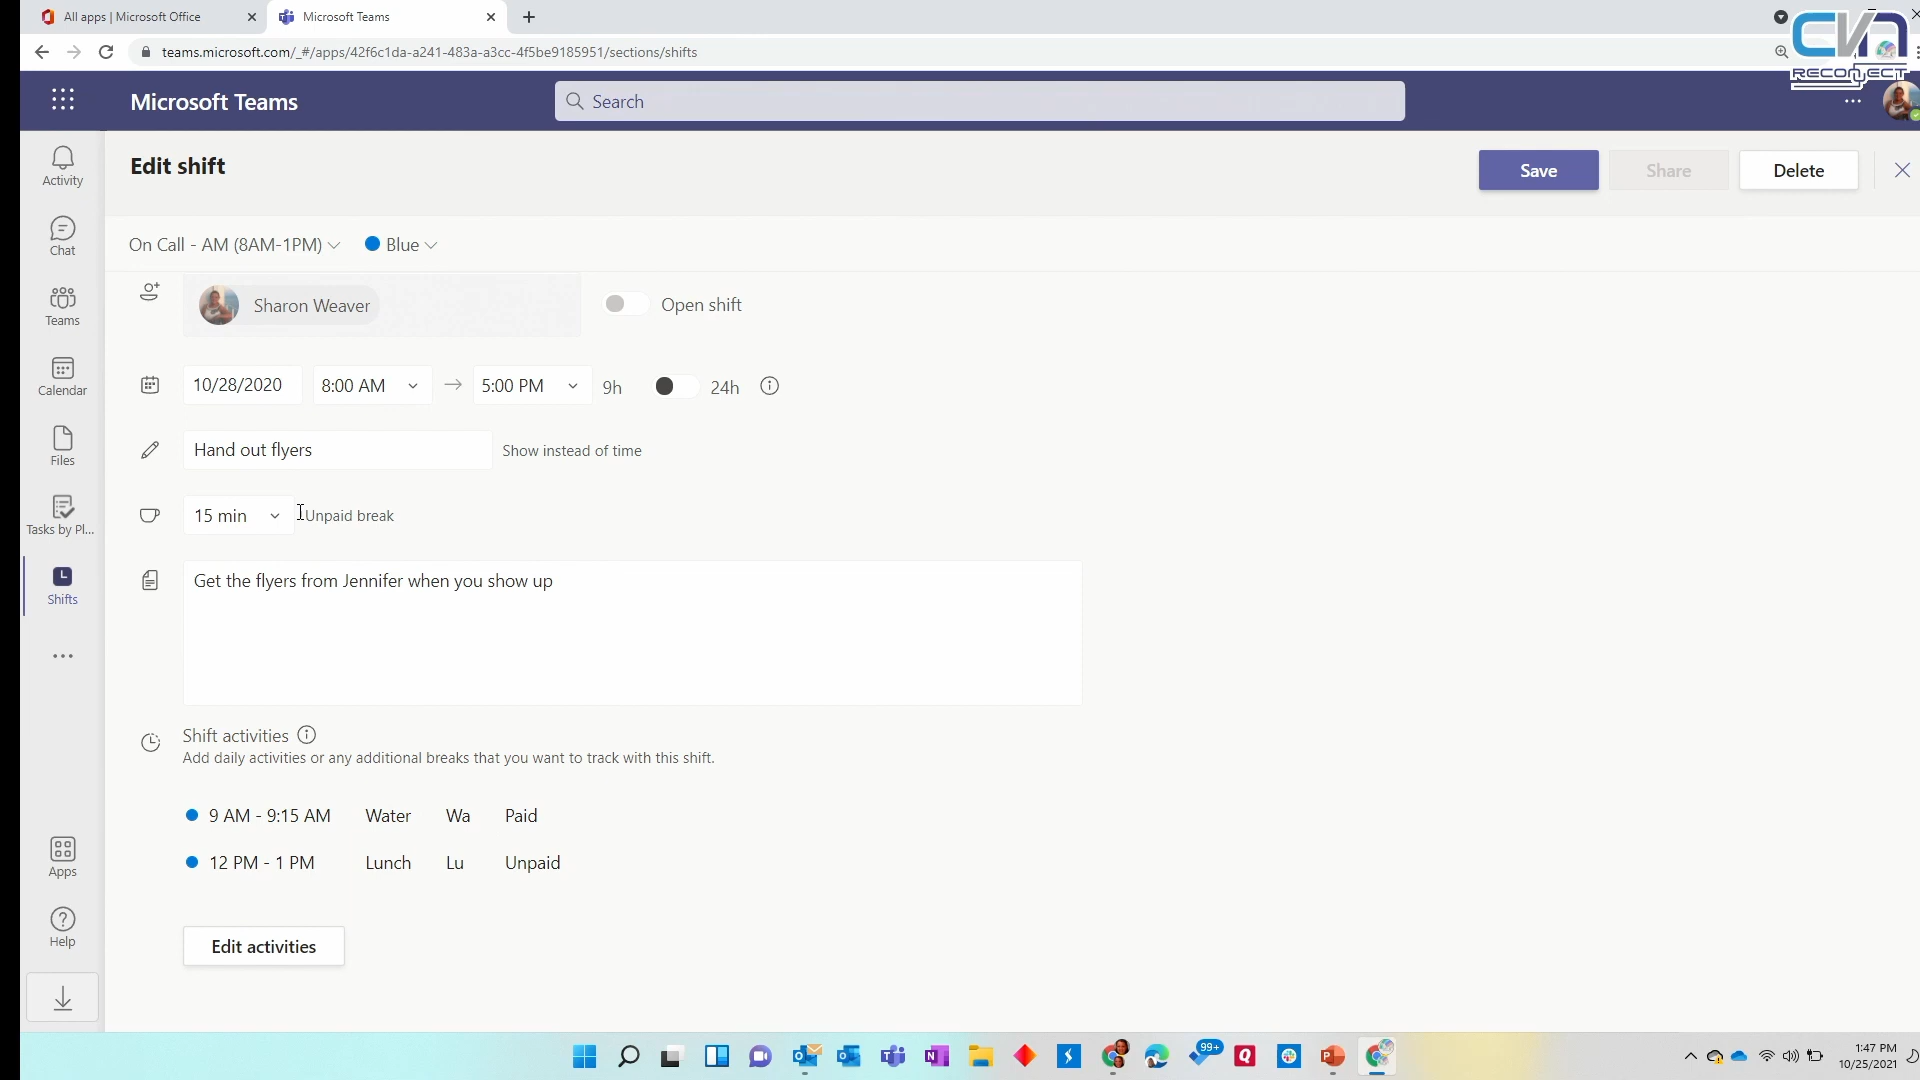 All apps | Microsoft Office
Microsoft Teams
teams.microsoft.com/_#/apps/42f6c1da-a241-483a-a3cc-4f5be9185951/sections/shifts
CVN
RECONNECT
Microsoft Teams
Search
Activity
Chat
Teams
Calendar
Files
Tasks by Pl...
Shifts
Apps
Help
Edit shift
Save
Share
Delete
On Call - AM (8AM-1PM)
Blue
Sharon Weaver
Open shift
10/28/2020
8:00 AM
5:00 PM
9h
24h
Hand out flyers
Show instead of time
15 min
Unpaid break
Get the flyers from Jennifer when you show up
Shift activities
Add daily activities or any additional breaks that you want to track with this shift.
9 AM - 9:15 AM Water Wa Paid
12 PM - 1 PM Lunch Lu Unpaid
Edit activities
99+
1:47 PM
10/25/2021